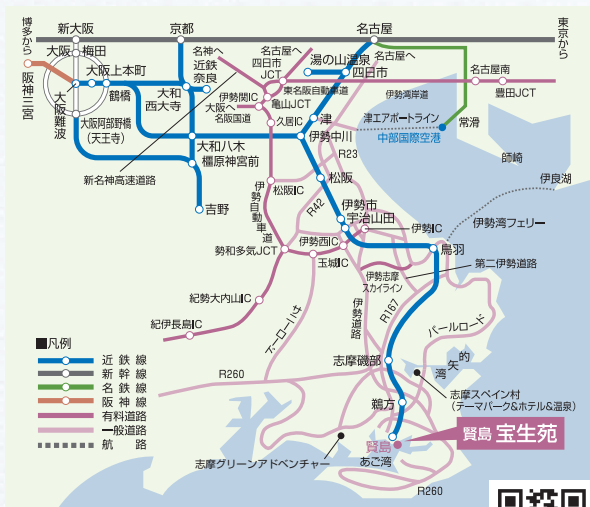 博多から
新大阪
京都
名古屋
東京から
大阪
梅田
阪神三宮
大阪上本町
鶴橋
大阪難波
大阪阿部野橋
(天王寺)
大和
西大寺
近鉄
奈良
名神へ
名古屋へ
四日市
JCT
湯の山温泉
名古屋へ
四日市
東名阪自動車道
伊勢関IC
亀山JCT
大阪へ
名阪国道
久居IC
津
伊勢湾岸道
名古屋南
豊田JCT
津エアポートライン
常滑
中部国際空港
師崎
伊良湖
伊勢湾フェリー
大和八木
橿原神宮前
伊勢中川
R23
新名神高速道路
吉野
松阪IC
松阪
R42
伊勢自動車道
伊勢市
宇治山田
伊勢IC
伊勢西IC
玉城IC
勢和多気JCT
鳥羽
第二伊勢道路
伊勢志摩
スカイライン
伊勢道路
R167
パールロード
紀勢大内山IC
紀伊長島IC
サニーロード
R260
志摩磯部
的矢湾
鵜方
志摩スペイン村
(テーマパーク&ホテル&温泉)
賢島
賢島 宝生苑
あご湾
志摩グリーンアドベンチャー
R260
■凡例
近鉄線
新幹線
名鉄線
阪神線
有料道路
一般道路
航路